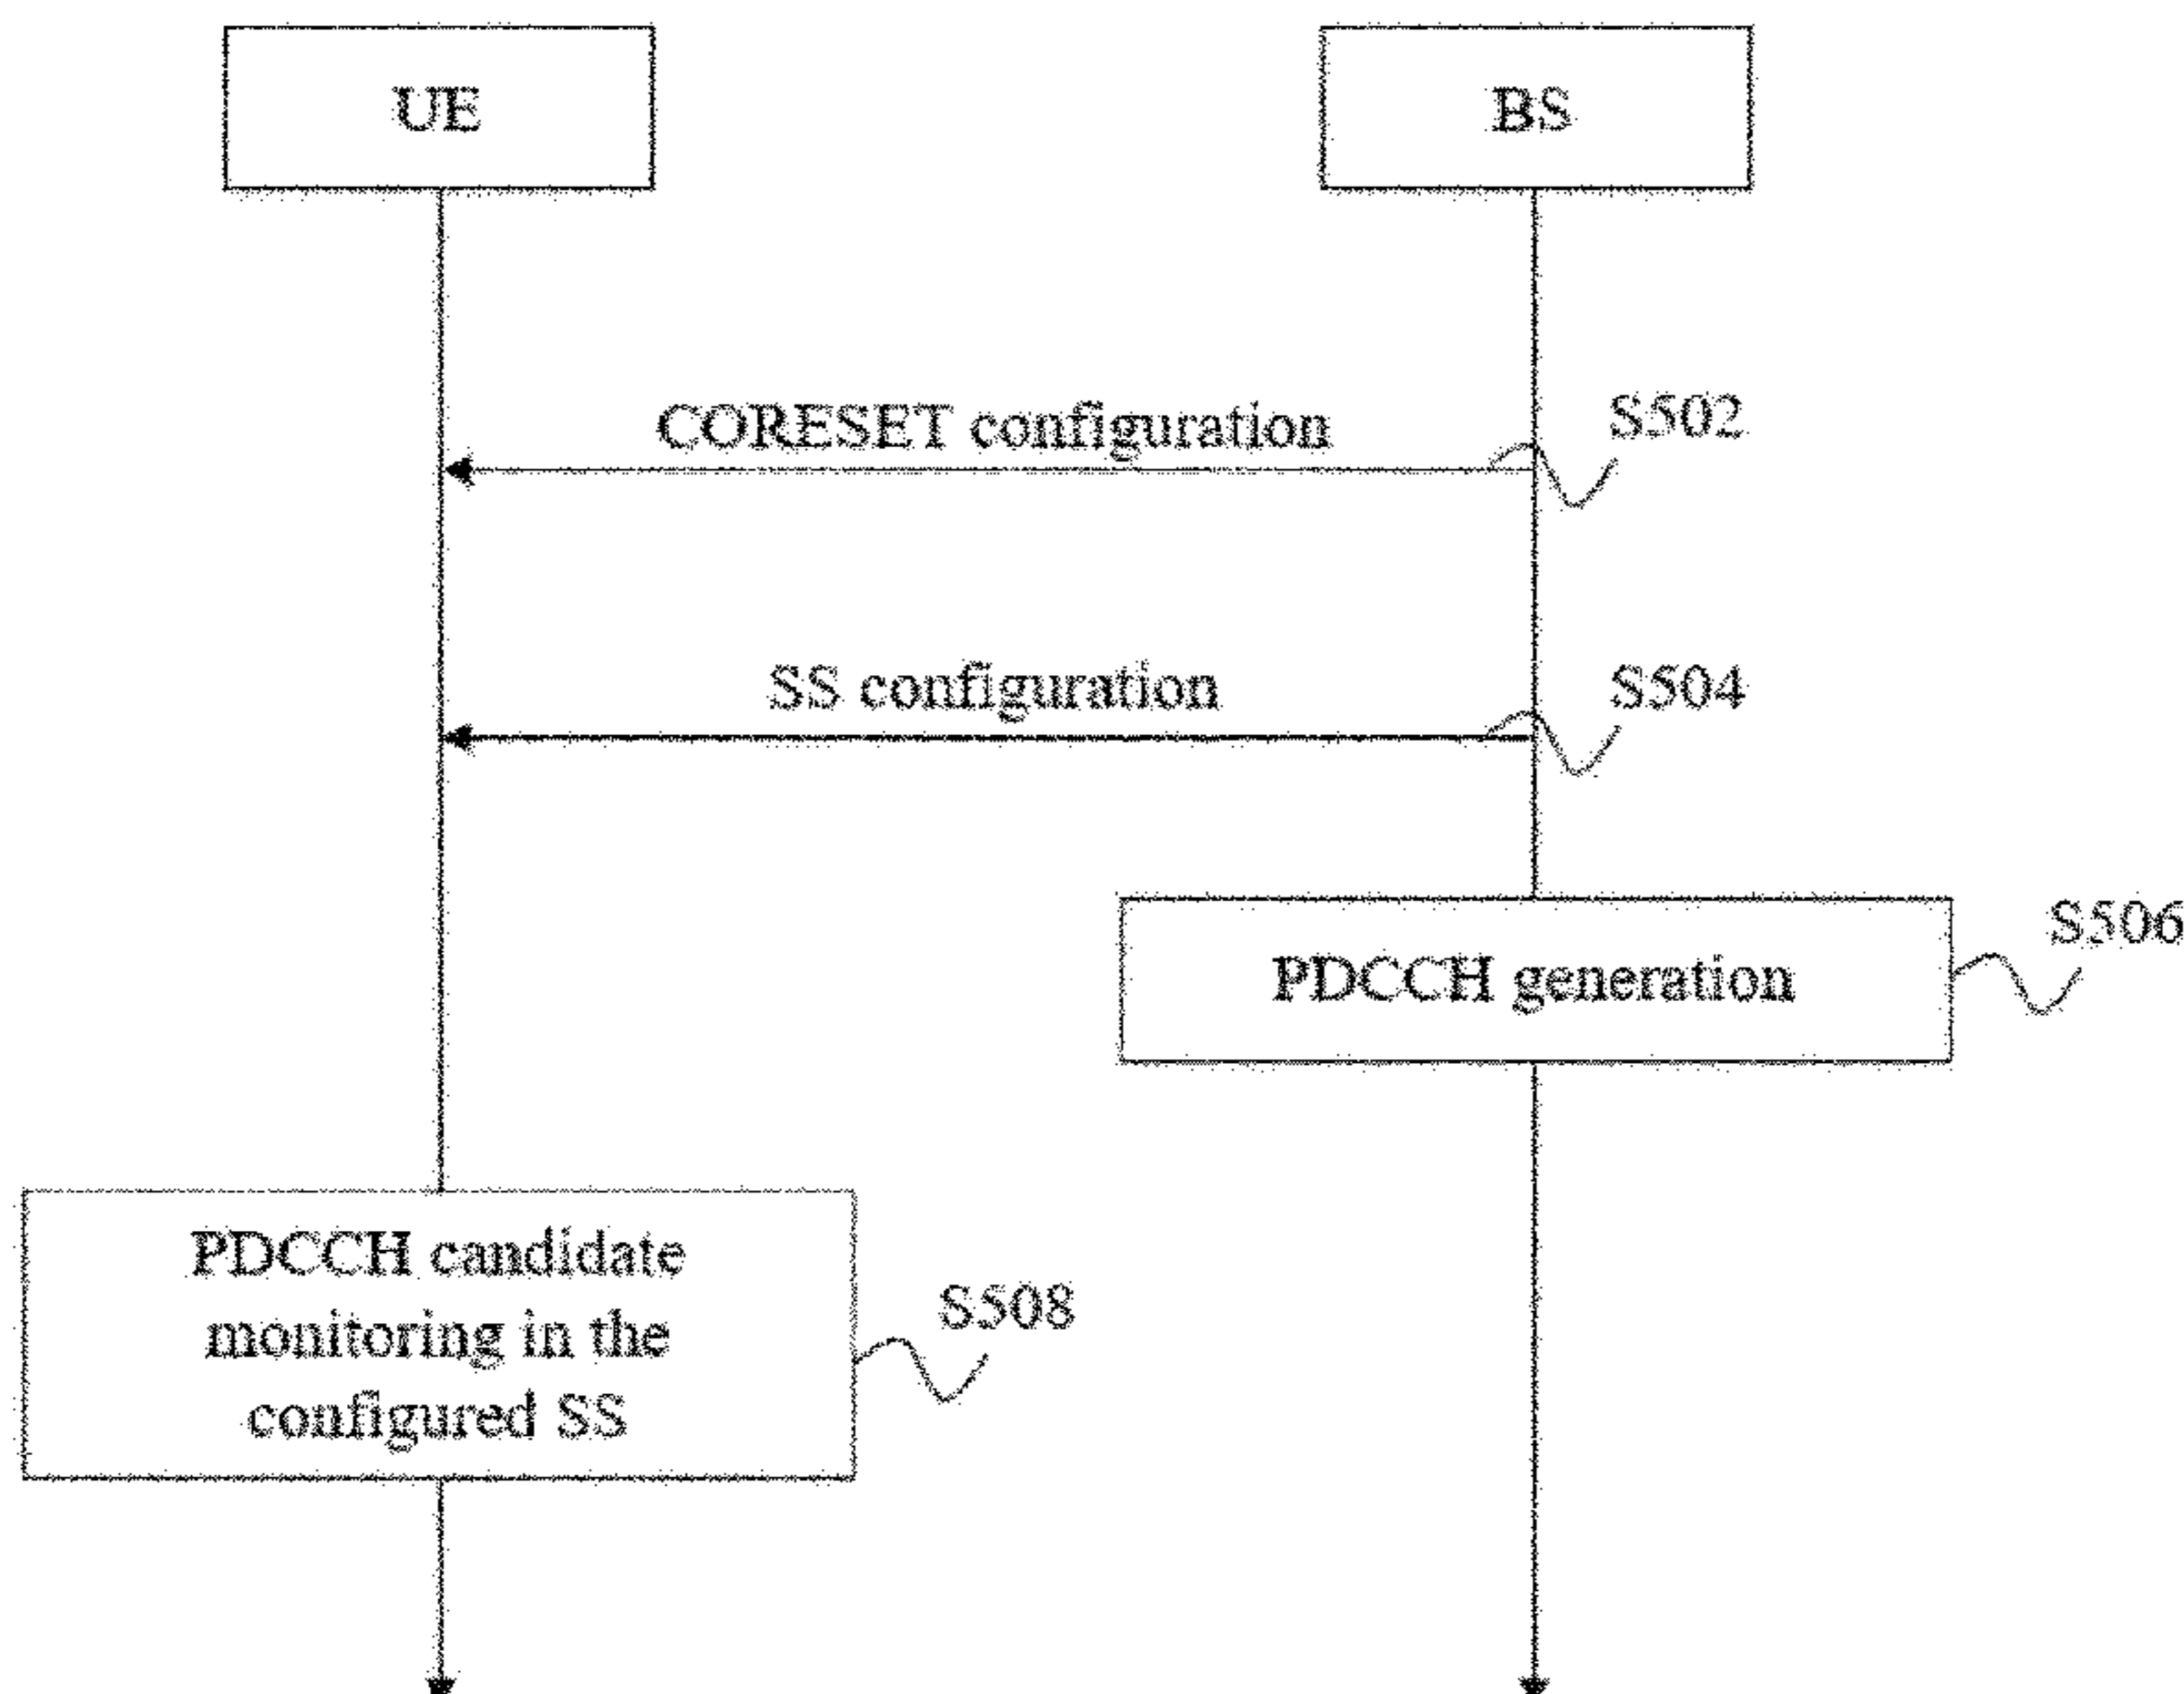 UE
BS
CORESET configuration
S502
SS configuration
S504
PDCCH generation
S506
PDCCH candidate
monitoring in the
configured SS
S508